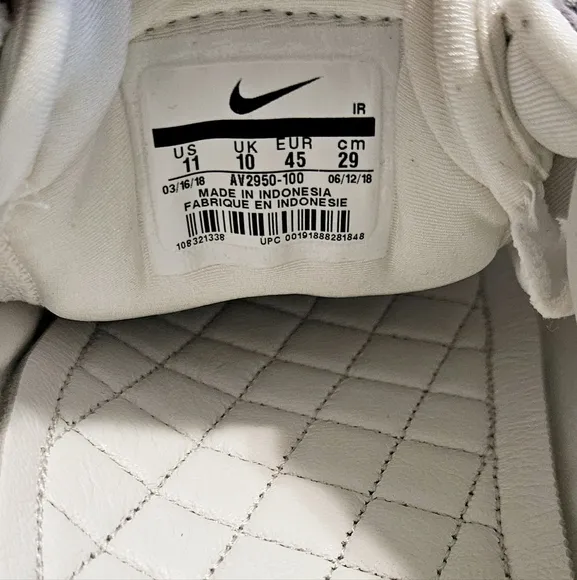 IR
US UK EUR cm
11 10 45 29
03/16/18 AV2950-100 06/12/18
MADE IN INDONESIA
FABRIQUE EN INDONESIE
108321338 UPC 00191888281848